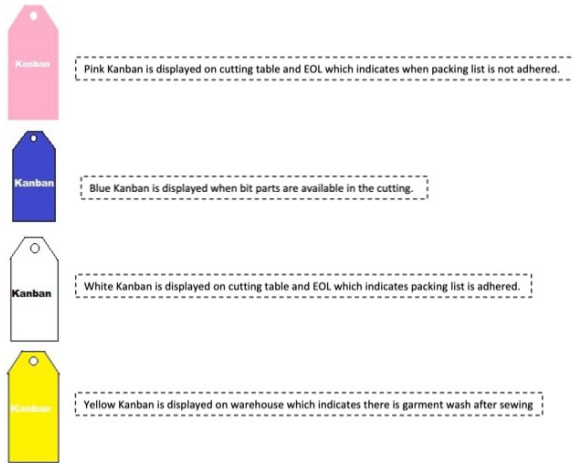 Kanban
Pink Kanban is displayed on cutting table and EOL which indicates when packing list is not adhered.
Kanban
Blue Kanban is displayed when bit parts are available in the cutting.
Kanban
White Kanban is displayed on cutting table and EOL which indicates packing list is adhered.
Kanban
Yellow Kanban is displayed on warehouse which indicates there is garment wash after sewing